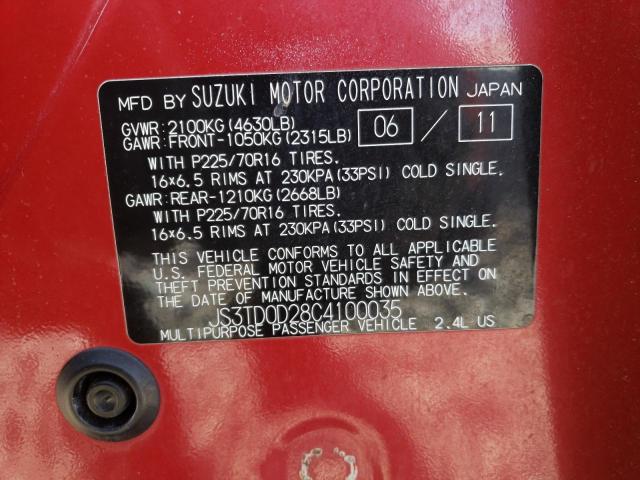 MFD BY SUZUKI MOTOR CORPORATION JAPAN
GVWR:2100KG(4630LB)
GAWR:FRONT-1050KG(2315LB) 06 / 11
WITH P225/70R16 TIRES.
16×6.5 RIMS AT 230KPA(33PSI) COLD SINGLE.
GAWR:REAR-1210KG(2668LB)
WITH P225/70R16 TIRES.
16×6.5 RIMS AT 230KPA(33PSI) COLD SINGLE.
THIS VEHICLE CONFORMS TO ALL APPLICABLE
U.S. FEDERAL MOTOR VEHICLE SAFETY AND
THEFT PREVENTION STANDARDS IN EFFECT ON
THE DATE OF MANUFACTURE SHOWN ABOVE.
JS3TD0D28C4100035
MULTIPURPOSE PASSENGER VEHICLE 2.4L US